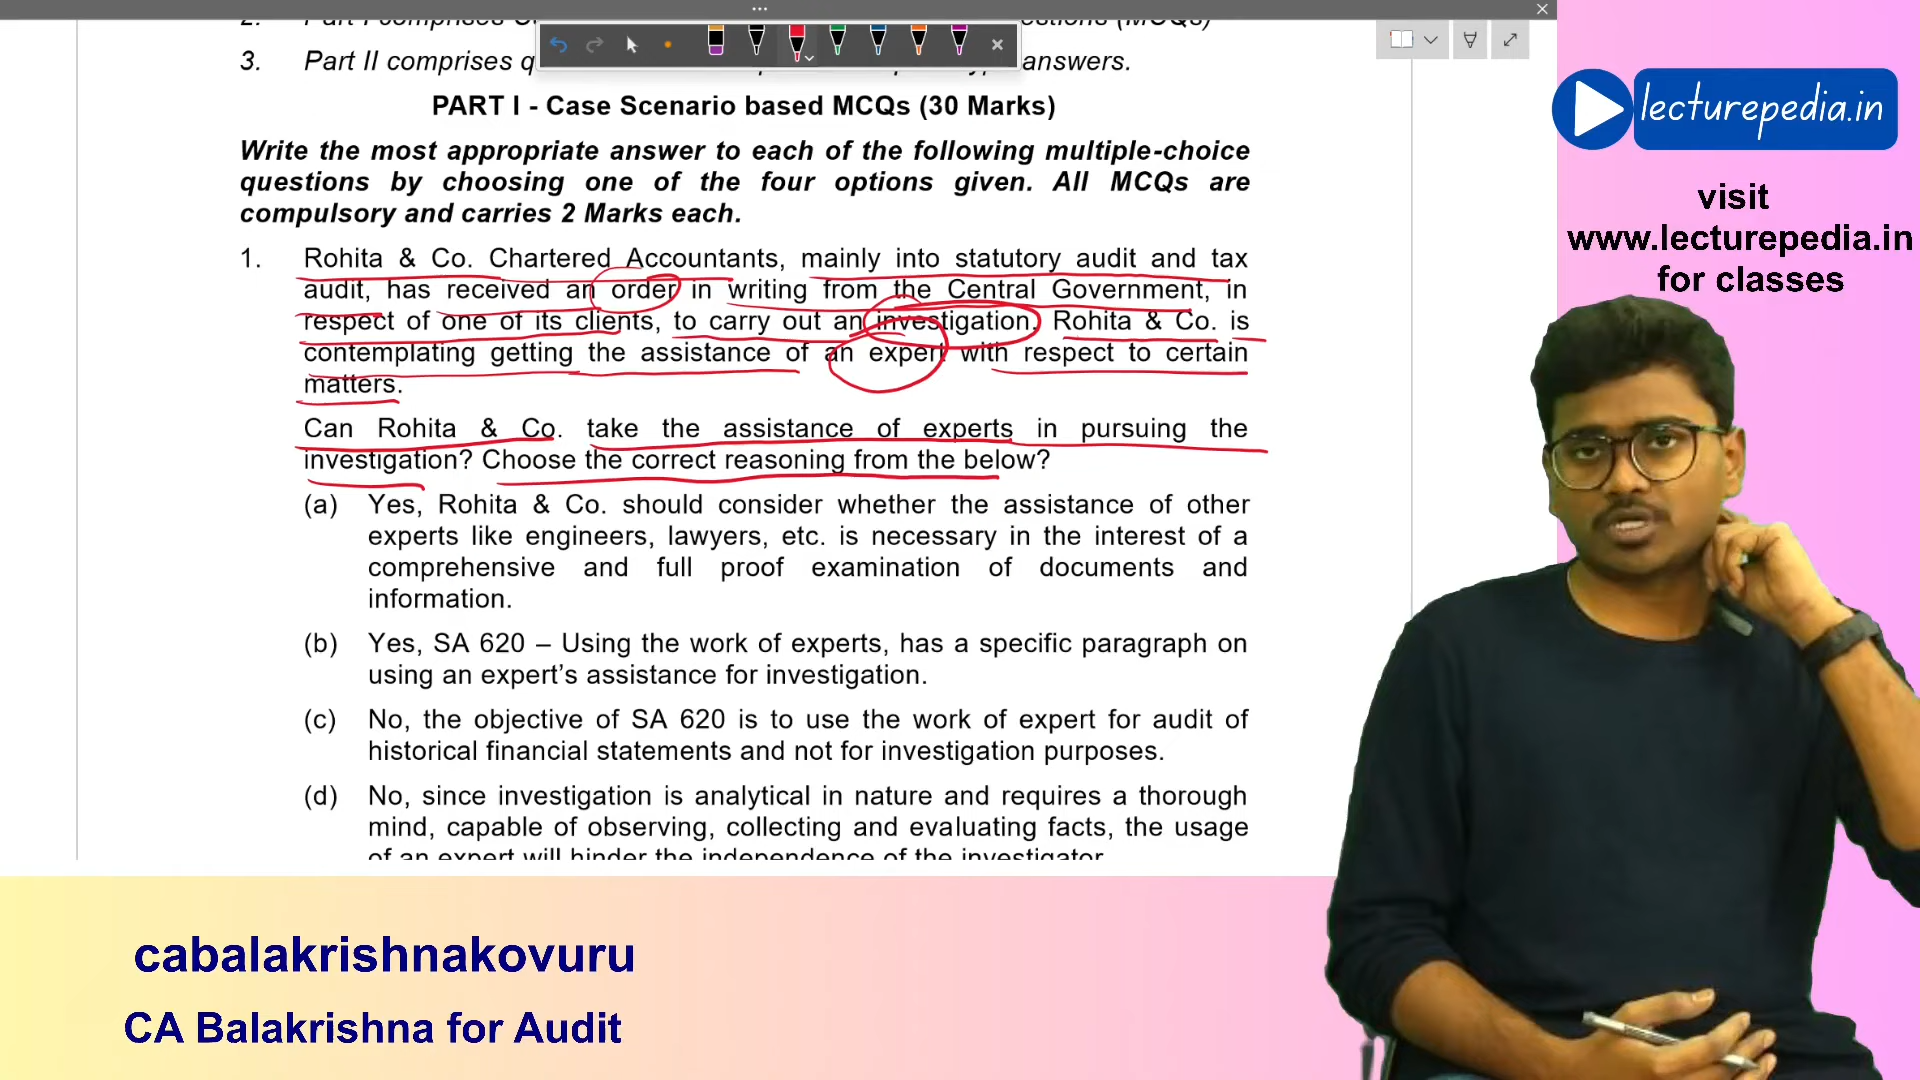 3. Part II comprises answers.
PART I - Case Scenario based MCQs (30 Marks)
Write the most appropriate answer to each of the following multiple-choice
questions by choosing one of the four options given. All MCQs are
compulsory and carries 2 Marks each.
1. Rohita & Co. Chartered Accountants, mainly into statutory audit and tax
audit, has received an order in writing from the Central Government, in
respect of one of its clients, to carry out an investigation. Rohita & Co. is
contemplating getting the assistance of an expert with respect to certain
matters.
Can Rohita & Co. take the assistance of experts in pursuing the
investigation? Choose the correct reasoning from the below?
(a) Yes, Rohita & Co. should consider whether the assistance of other
experts like engineers, lawyers, etc. is necessary in the interest of a
comprehensive and full proof examination of documents and
information.
(b) Yes, SA 620 – Using the work of experts, has a specific paragraph on
using an expert’s assistance for investigation.
(c) No, the objective of SA 620 is to use the work of expert for audit of
historical financial statements and not for investigation purposes.
(d) No, since investigation is analytical in nature and requires a thorough
mind, capable of observing, collecting and evaluating facts, the usage
of an expert will hinder the independence of the investigator.
lecturepedia.in
visit
www.lecturepedia.in
for classes
cabalakrishnakovuru
CA Balakrishna for Audit